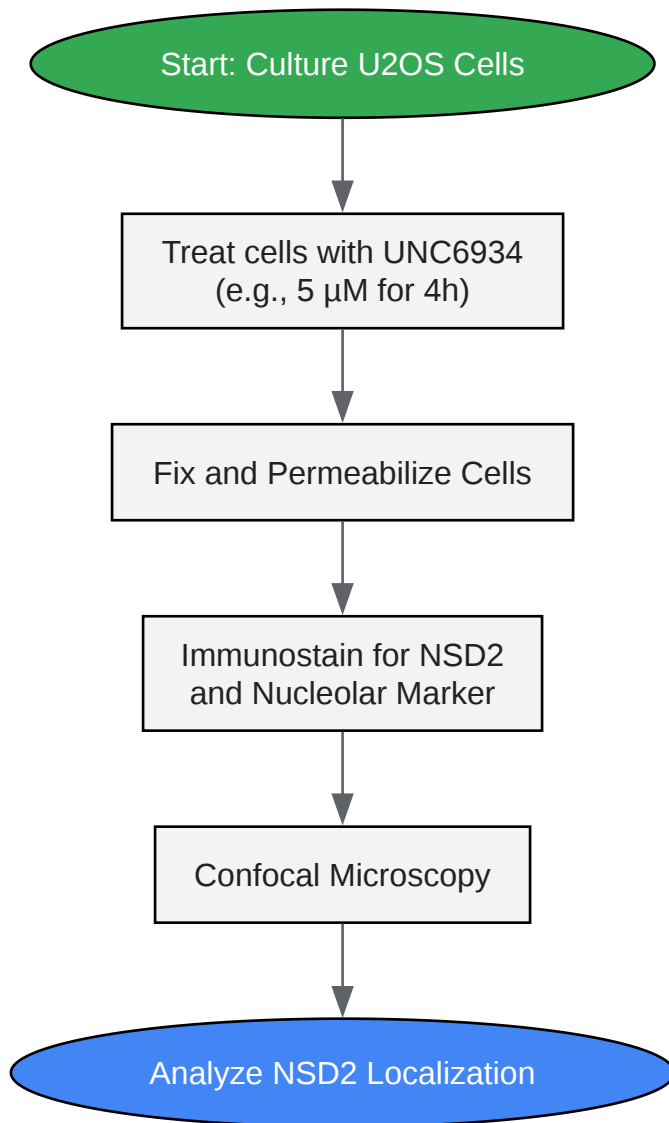 Start: Culture U2OS Cells
Treat cells with UNC6934
(e.g., 5 µM for 4h)
Fix and Permeabilize Cells
Immunostain for NSD2
and Nucleolar Marker
Confocal Microscopy
Analyze NSD2 Localization